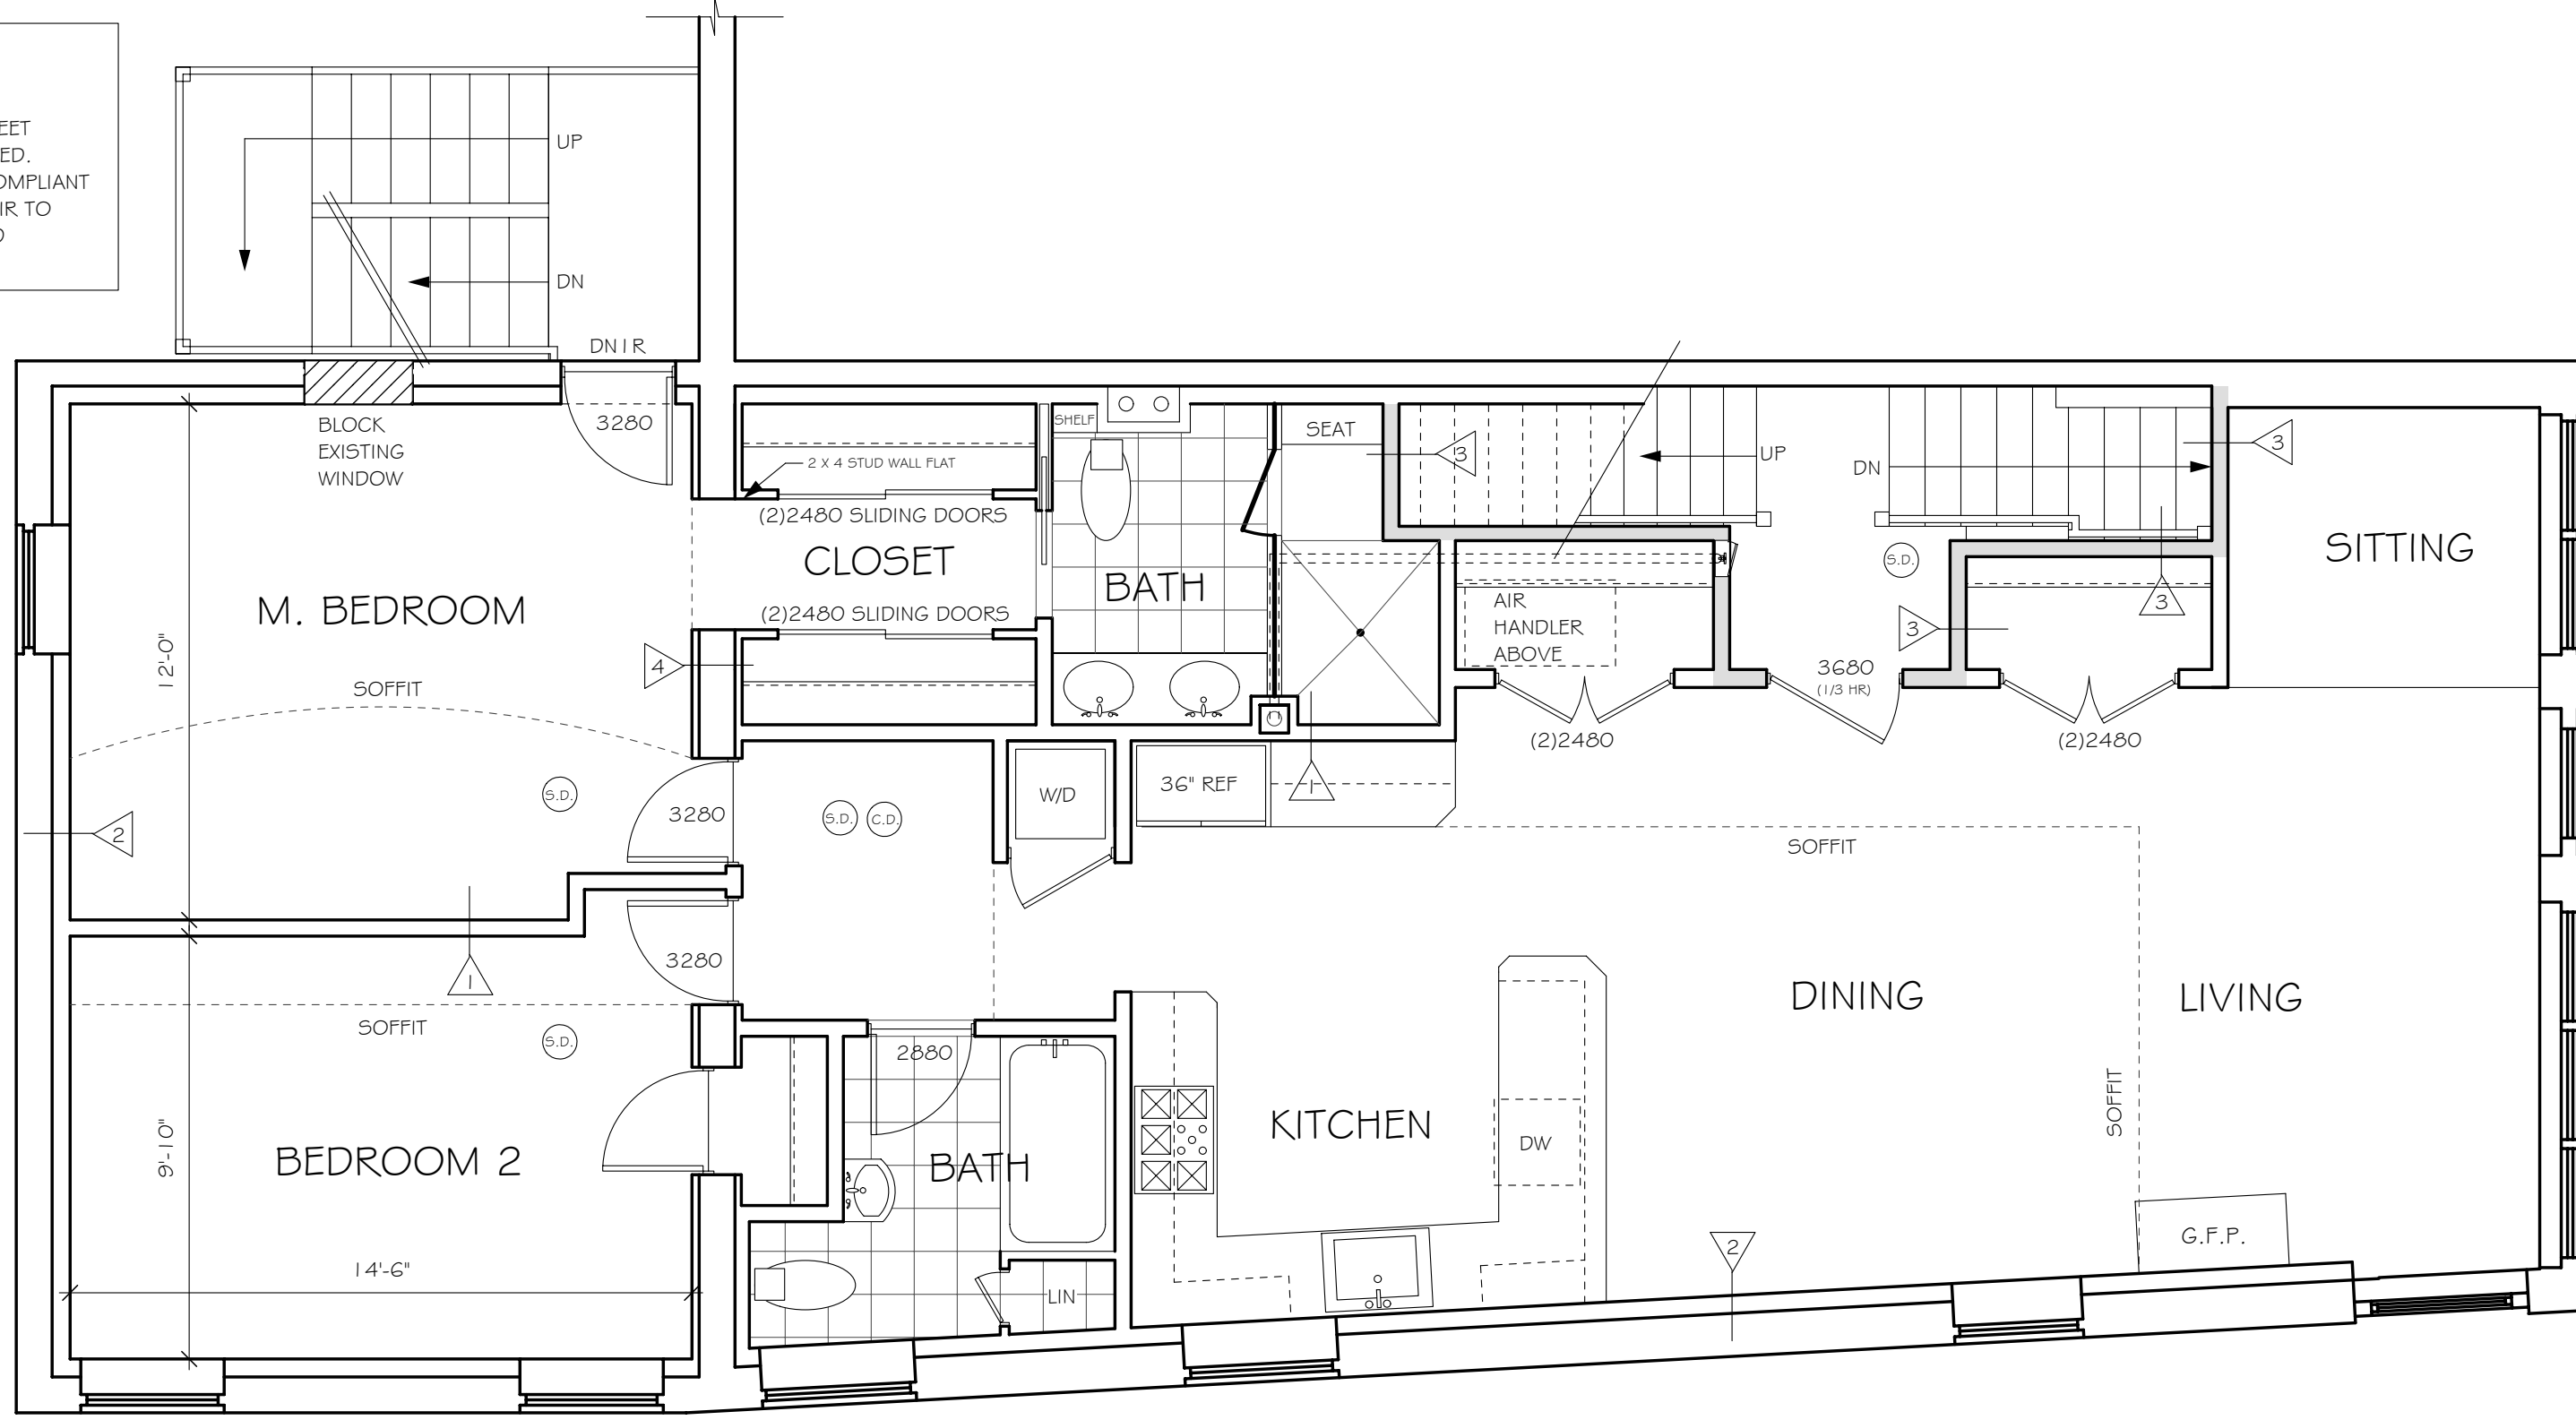 EET
ED.
OMPLIANT
IR TO
D
UP
DN
DN 1R
3280
BLOCK
EXISTING
WINDOW
SHELF
SEAT
2 X 4 STUD WALL FLAT
(2)2480 SLIDING DOORS
CLOSET
(2)2480 SLIDING DOORS
BATH
3
UP
DN
3
S.D.
SITTING
M. BEDROOM
12'-0"
SOFFIT
4
AIR
HANDLER
ABOVE
3
3
3680
(1/3 HR)
(2)2480
(2)2480
S.D.
3280
S.D.
C.D.
W/D
36" REF
1
2
SOFFIT
3280
1
SOFFIT
S.D.
DINING
LIVING
2880
BATH
KITCHEN
DW
SOFFIT
BEDROOM 2
9'-10"
14'-6"
LIN
2
G.F.P.